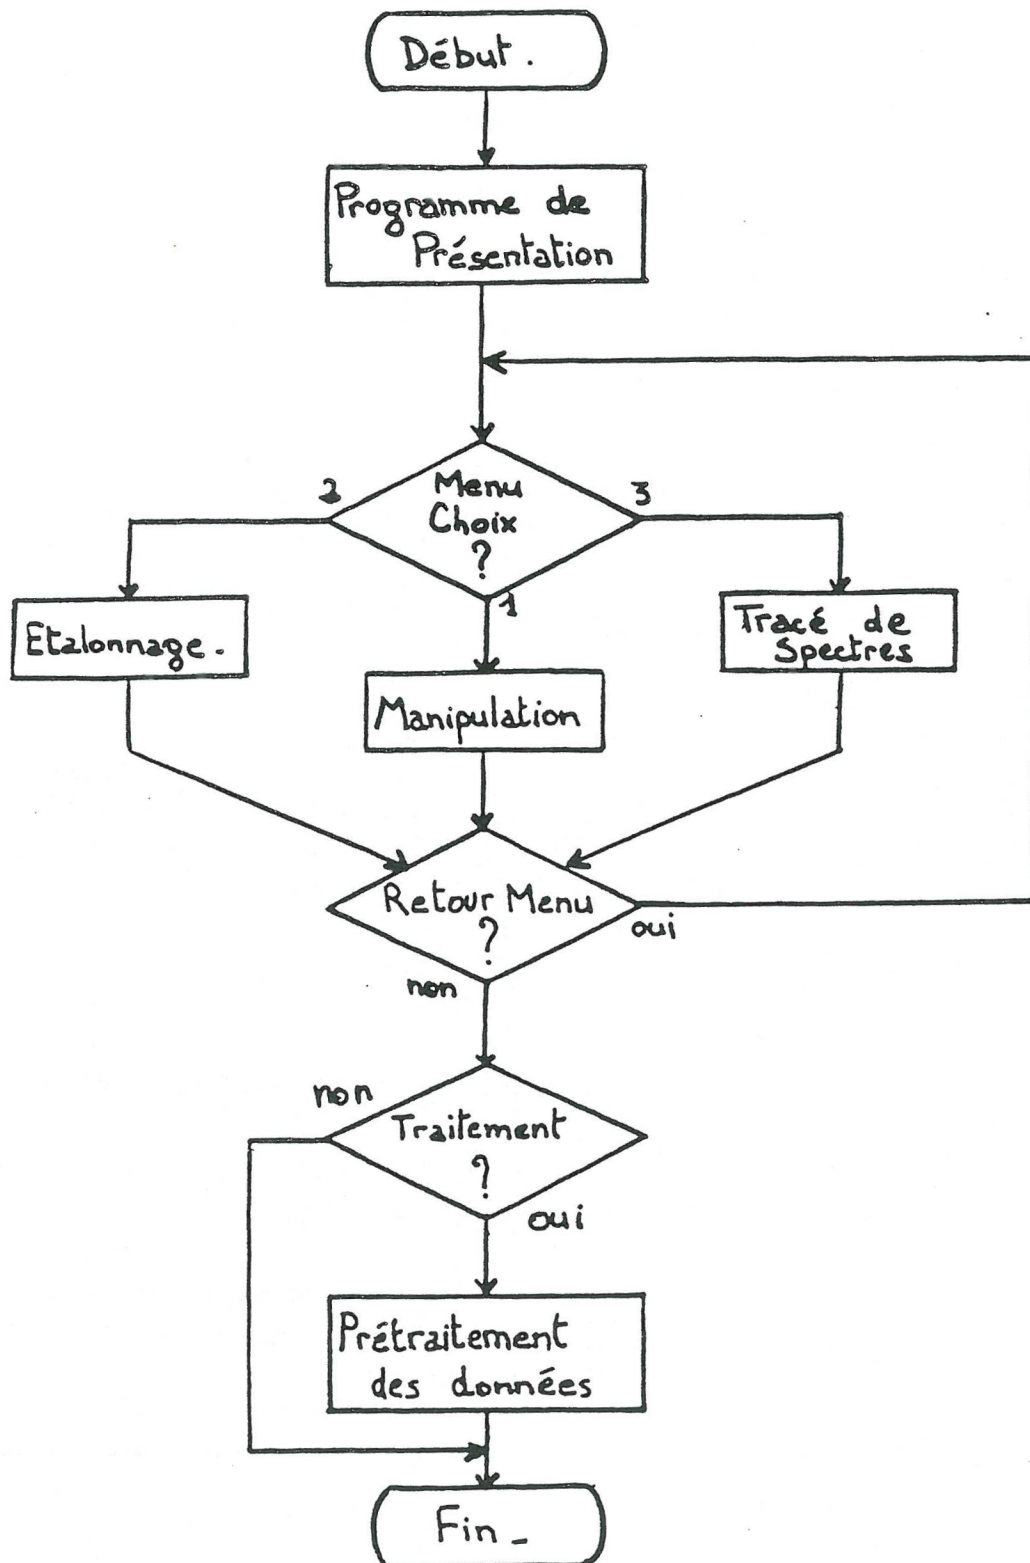 Début.
Programme de
Présentation
2
Menu
3
Choix
?
1
Etalonnage.
Tracé de
Spectres
Manipulation
Retour Menu
?
oui
non
non
Traitement
?
oui
Prétraitement
des données
Fin_